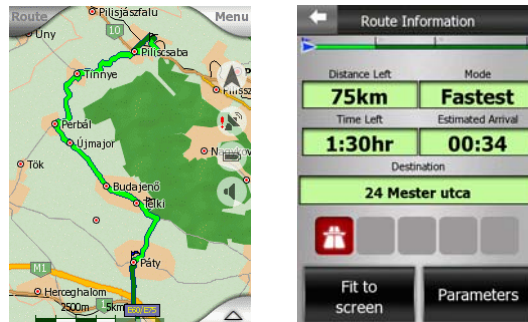 Route
Menu
Pilisjászfalu
Úny
10
Piliscsaba
Tinnye
Perbál
Újmajor
Tök
Budajenő
Telki
Páty
M1
Herceghalom
2500m
5km
E60/E75
Route Information
Distance Left
Mode
75km
Fastest
Time Left
Estimated Arrival
1:30hr
00:34
Destination
24 Mester utca
Fit to
screen
Parameters